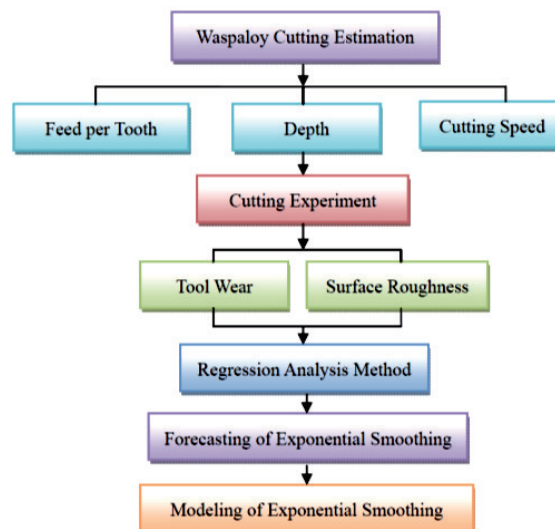 Waspaloy Cutting Estimation
Feed per Tooth
Depth
Cutting Speed
Cutting Experiment
Tool Wear
Surface Roughness
Regression Analysis Method
Forecasting of Exponential Smoothing
Modeling of Exponential Smoothing